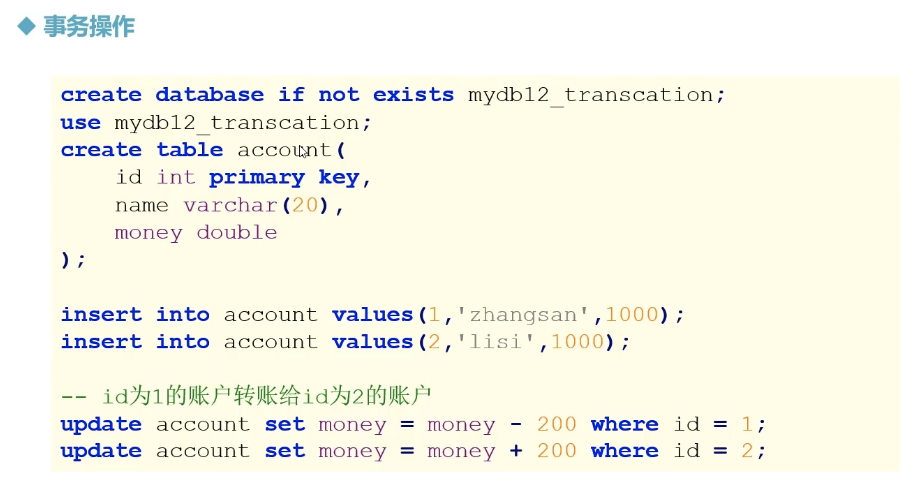 事务操作
create database if not exists mydb12_transcation;
use mydb12_transcation;
create table account(
    id int primary key,
    name varchar(20),
    money double
);
insert into account values(1,'zhangsan',1000);
insert into account values(2,'lisi',1000);
-- id为1的账户转账给id为2的账户
update account set money = money - 200 where id = 1;
update account set money = money + 200 where id = 2;